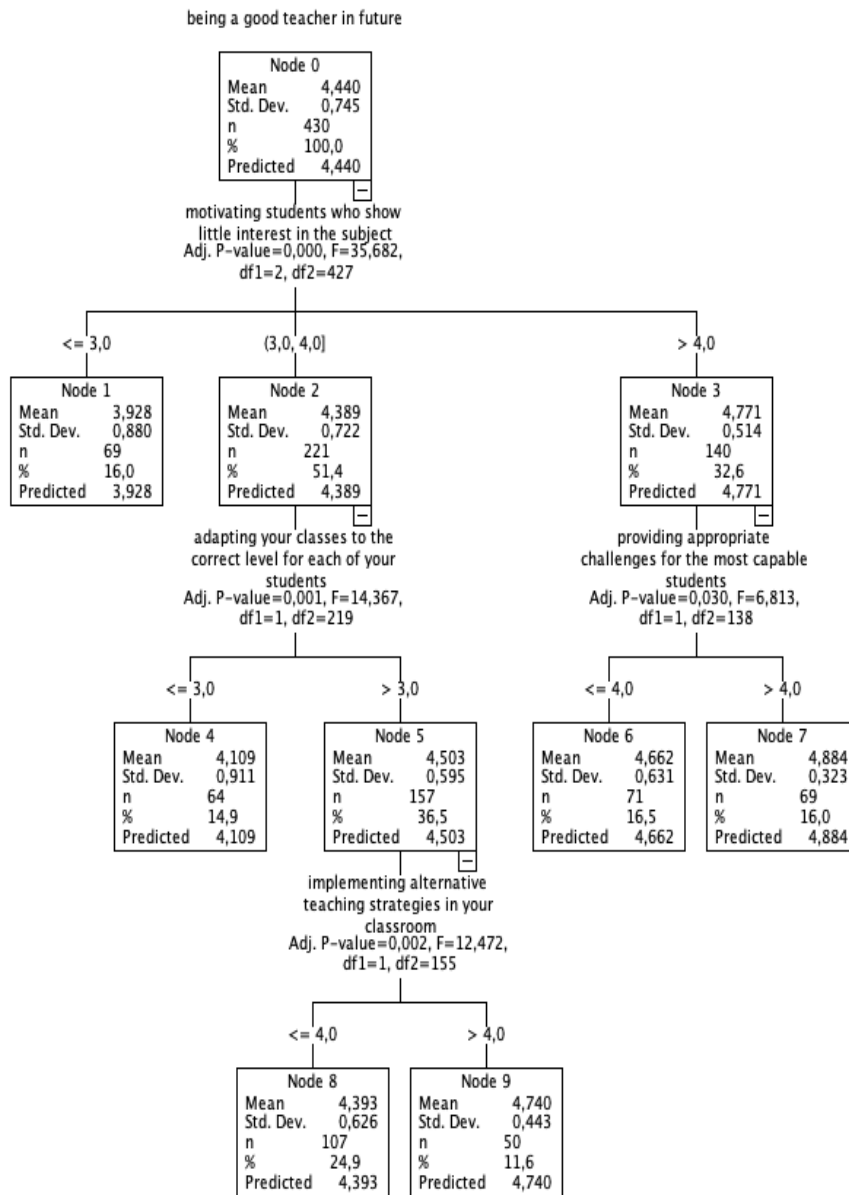 being a good teacher in future
Node 0
Mean 4,440
Std. Dev. 0,745
n 430
% 100,0
Predicted 4,440
motivating students who show
little interest in the subject
Adj. P-value=0,000, F=35,682,
df1=2, df2=427
<= 3,0
(3,0, 4,0]
> 4,0
Node 1
Mean 3,928
Std. Dev. 0,880
n 69
% 16,0
Predicted 3,928
Node 2
Mean 4,389
Std. Dev. 0,722
n 221
% 51,4
Predicted 4,389
Node 3
Mean 4,771
Std. Dev. 0,514
n 140
% 32,6
Predicted 4,771
adapting your classes to the
correct level for each of your
students
Adj. P-value=0,001, F=14,367,
df1=1, df2=219
providing appropriate
challenges for the most capable
students
Adj. P-value=0,030, F=6,813,
df1=1, df2=138
<= 3,0
> 3,0
<= 4,0
> 4,0
Node 4
Mean 4,109
Std. Dev. 0,911
n 64
% 14,9
Predicted 4,109
Node 5
Mean 4,503
Std. Dev. 0,595
n 157
% 36,5
Predicted 4,503
Node 6
Mean 4,662
Std. Dev. 0,631
n 71
% 16,5
Predicted 4,662
Node 7
Mean 4,884
Std. Dev. 0,323
n 69
% 16,0
Predicted 4,884
implementing alternative
teaching strategies in your
classroom
Adj. P-value=0,002, F=12,472,
df1=1, df2=155
<= 4,0
> 4,0
Node 8
Mean 4,393
Std. Dev. 0,626
n 107
% 24,9
Predicted 4,393
Node 9
Mean 4,740
Std. Dev. 0,443
n 50
% 11,6
Predicted 4,740